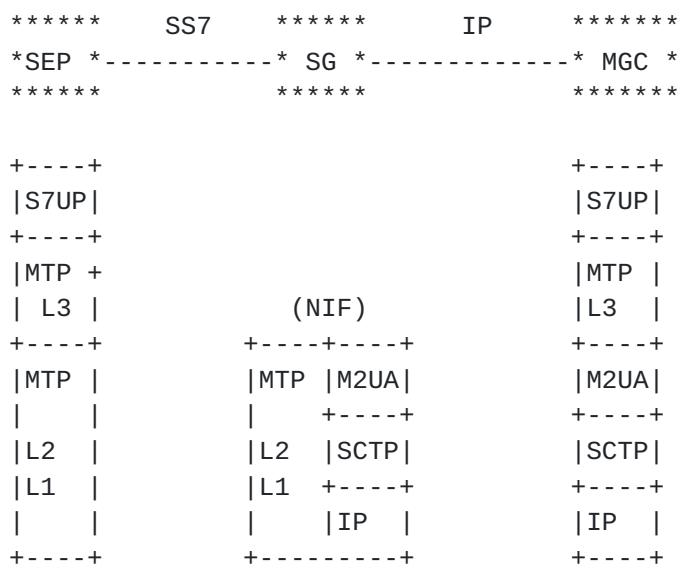 ******    SS7    ******      IP     *******
*SEP *-----------* SG *-------------* MGC *
******           ******             *******

+----+                              +----+
|S7UP|                              |S7UP|
+----+                              +----+
|MTP +                              |MTP |
| L3 |            (NIF)             |L3  |
+----+         +----+----+          +----+
|MTP |         |MTP |M2UA|          |M2UA|
|    |         |    +----+          +----+
|L2  |         |L2  |SCTP|          |SCTP|
|L1  |         |L1  +----+          +----+
|    |         |    |IP  |          |IP  |
+----+         +---------+          +----+